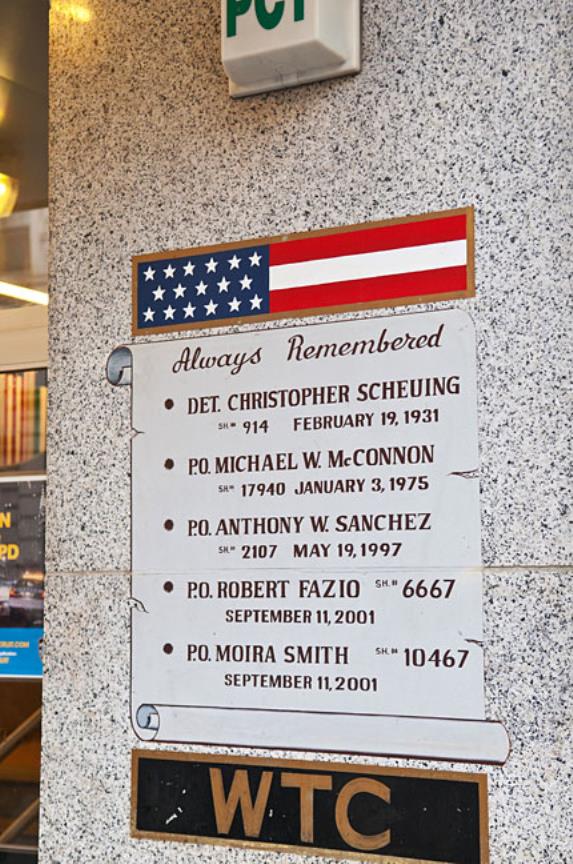 PCT
Always Remembered
• DET. CHRISTOPHER SCHEUING
SH.# 914 FEBRUARY 19, 1931
• P.O. MICHAEL W. McCONNON
SH.# 17940 JANUARY 3, 1975
• P.O. ANTHONY W. SANCHEZ
SH.# 2107 MAY 19, 1997
• P.O. ROBERT FAZIO SH.# 6667
SEPTEMBER 11, 2001
• P.O. MOIRA SMITH SH.# 10467
SEPTEMBER 11, 2001
WTC